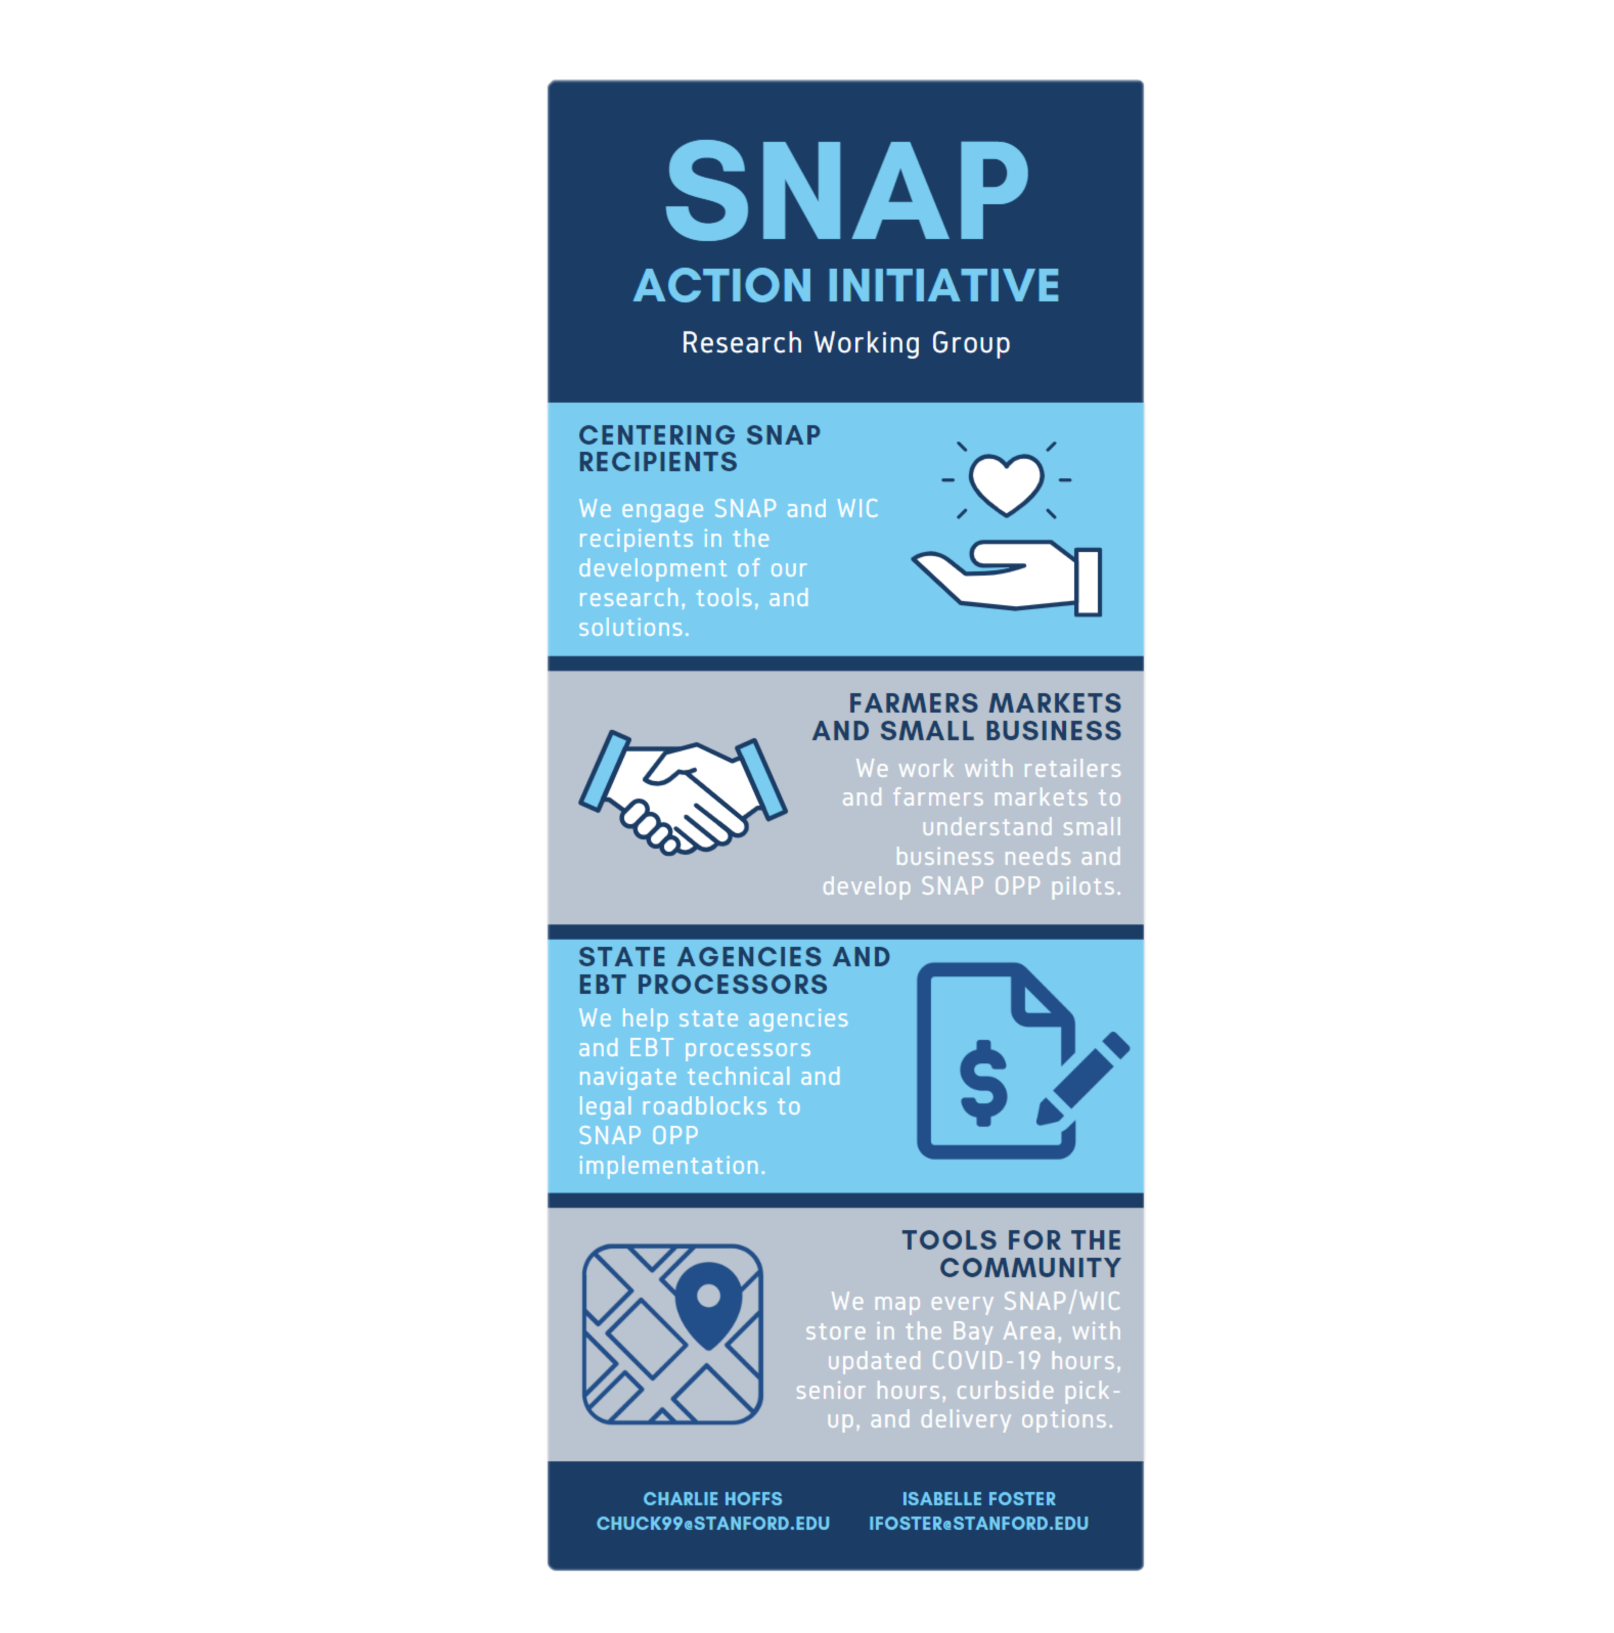 SNAP
ACTION INITIATIVE
Research Working Group
CENTERING SNAP
RECIPIENTS
We engage SNAP and WIC
recipients in the
development of our
research, tools, and
solutions.
FARMERS MARKETS
AND SMALL BUSINESS
We work with retailers
and farmers markets to
understand small
business needs and
develop SNAP OPP pilots.
STATE AGENCIES AND
EBT PROCESSORS
We help state agencies
and EBT processors
navigate technical and
legal roadblocks to
SNAP OPP
implementation.
$
TOOLS FOR THE
COMMUNITY
We map every SNAP/WIC
store in the Bay Area, with
updated COVID-19 hours,
senior hours, curbside pick-
up, and delivery options.
CHARLIE HOFFS
CHUCK99@STANFORD.EDU
ISABELLE FOSTER
IFOSTER@STANFORD.EDU